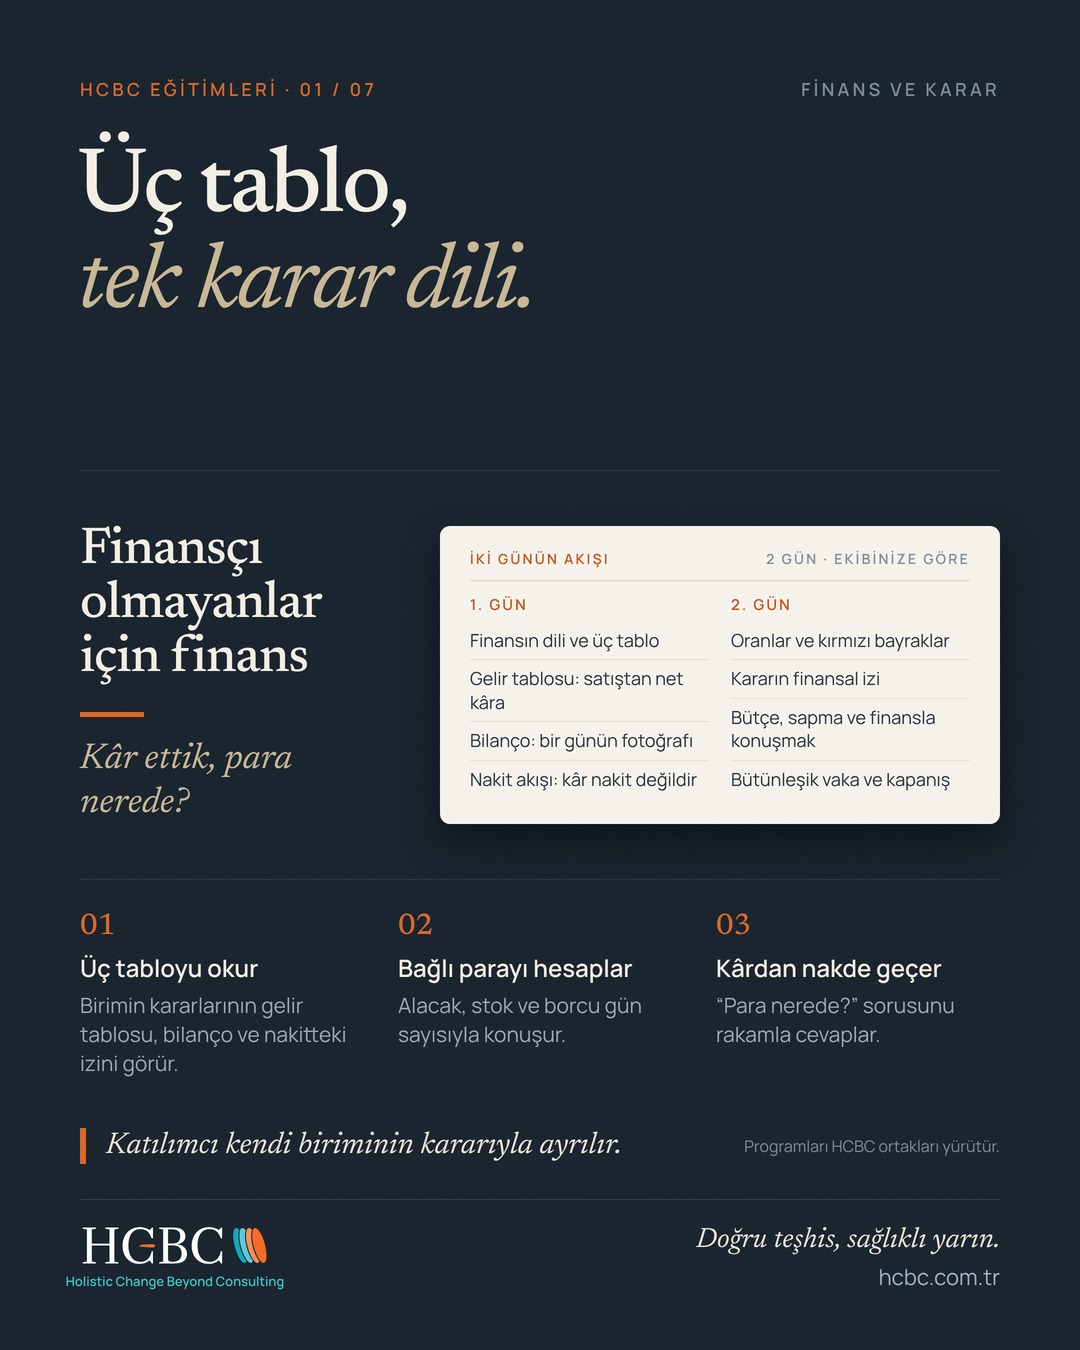 HCBC EĞİTİMLERİ · 01 / 07
FİNANS VE KARAR
Üç tablo,
tek karar dili.
Finansçı
olmayanlar
için finans
Kâr ettik, para
nerede?
İKİ GÜNÜN AKIŞI
2 GÜN · EKİBİNİZE GÖRE
1. GÜN
Finansın dili ve üç tablo
Gelir tablosu: satıştan net
kâra
Bilanço: bir günün fotoğrafı
Nakit akışı: kâr nakit değildir
2. GÜN
Oranlar ve kırmızı bayraklar
Kararın finansal izi
Bütçe, sapma ve finansla
konuşmak
Bütünleşik vaka ve kapanış
01
Üç tabloyu okur
Birimin kararlarının gelir
tablosu, bilanço ve nakitteki
izini görür.
02
Bağlı parayı hesaplar
Alacak, stok ve borcu gün
sayısıyla konuşur.
03
Kârdan nakde geçer
“Para nerede?” sorusunu
rakamla cevaplar.
Katılımcı kendi biriminin kararıyla ayrılır.
Programları HCBC ortakları yürütür.
HCBC
Holistic Change Beyond Consulting
Doğru teşhis, sağlıklı yarın.
hcbc.com.tr